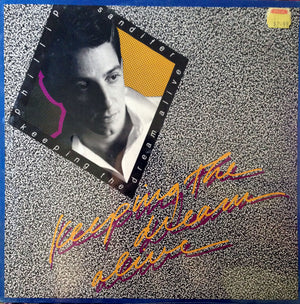 phillip sandifer
keeping the dream alive
keeping the
dream
alive